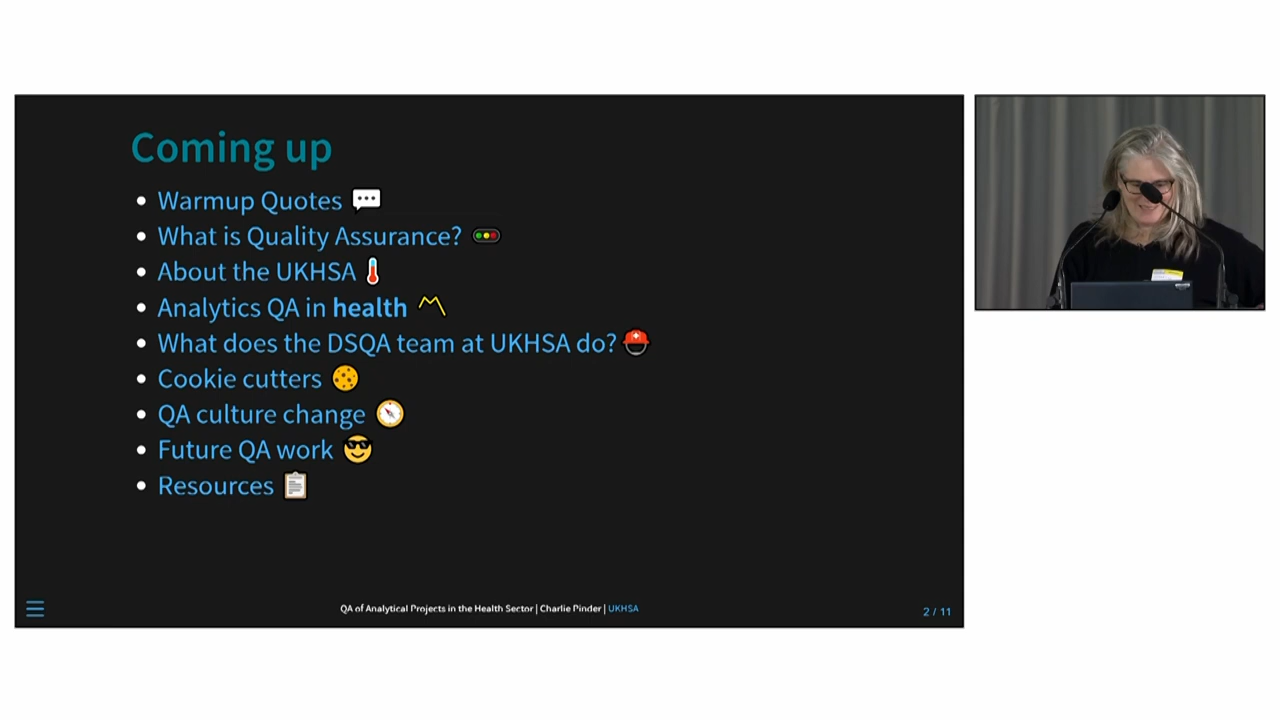 Coming up
Warmup Quotes 💬
What is Quality Assurance? 🚥
About the UKHSA 🌡️
Analytics QA in health 〽️
What does the DSQA team at UKHSA do? ⛑️
Cookie cutters 🍪
QA culture change 🧭
Future QA work 😎
Resources 📋
QA of Analytical Projects in the Health Sector | Charlie Pinder | UKHSA
2 / 11